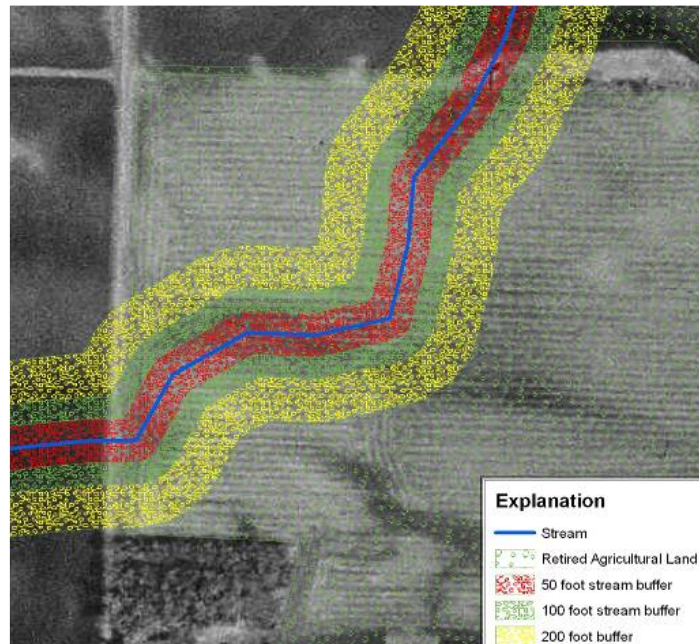 Explanation
Stream
Retired Agricultural Land
50 foot stream buffer
100 foot stream buffer
200 foot buffer